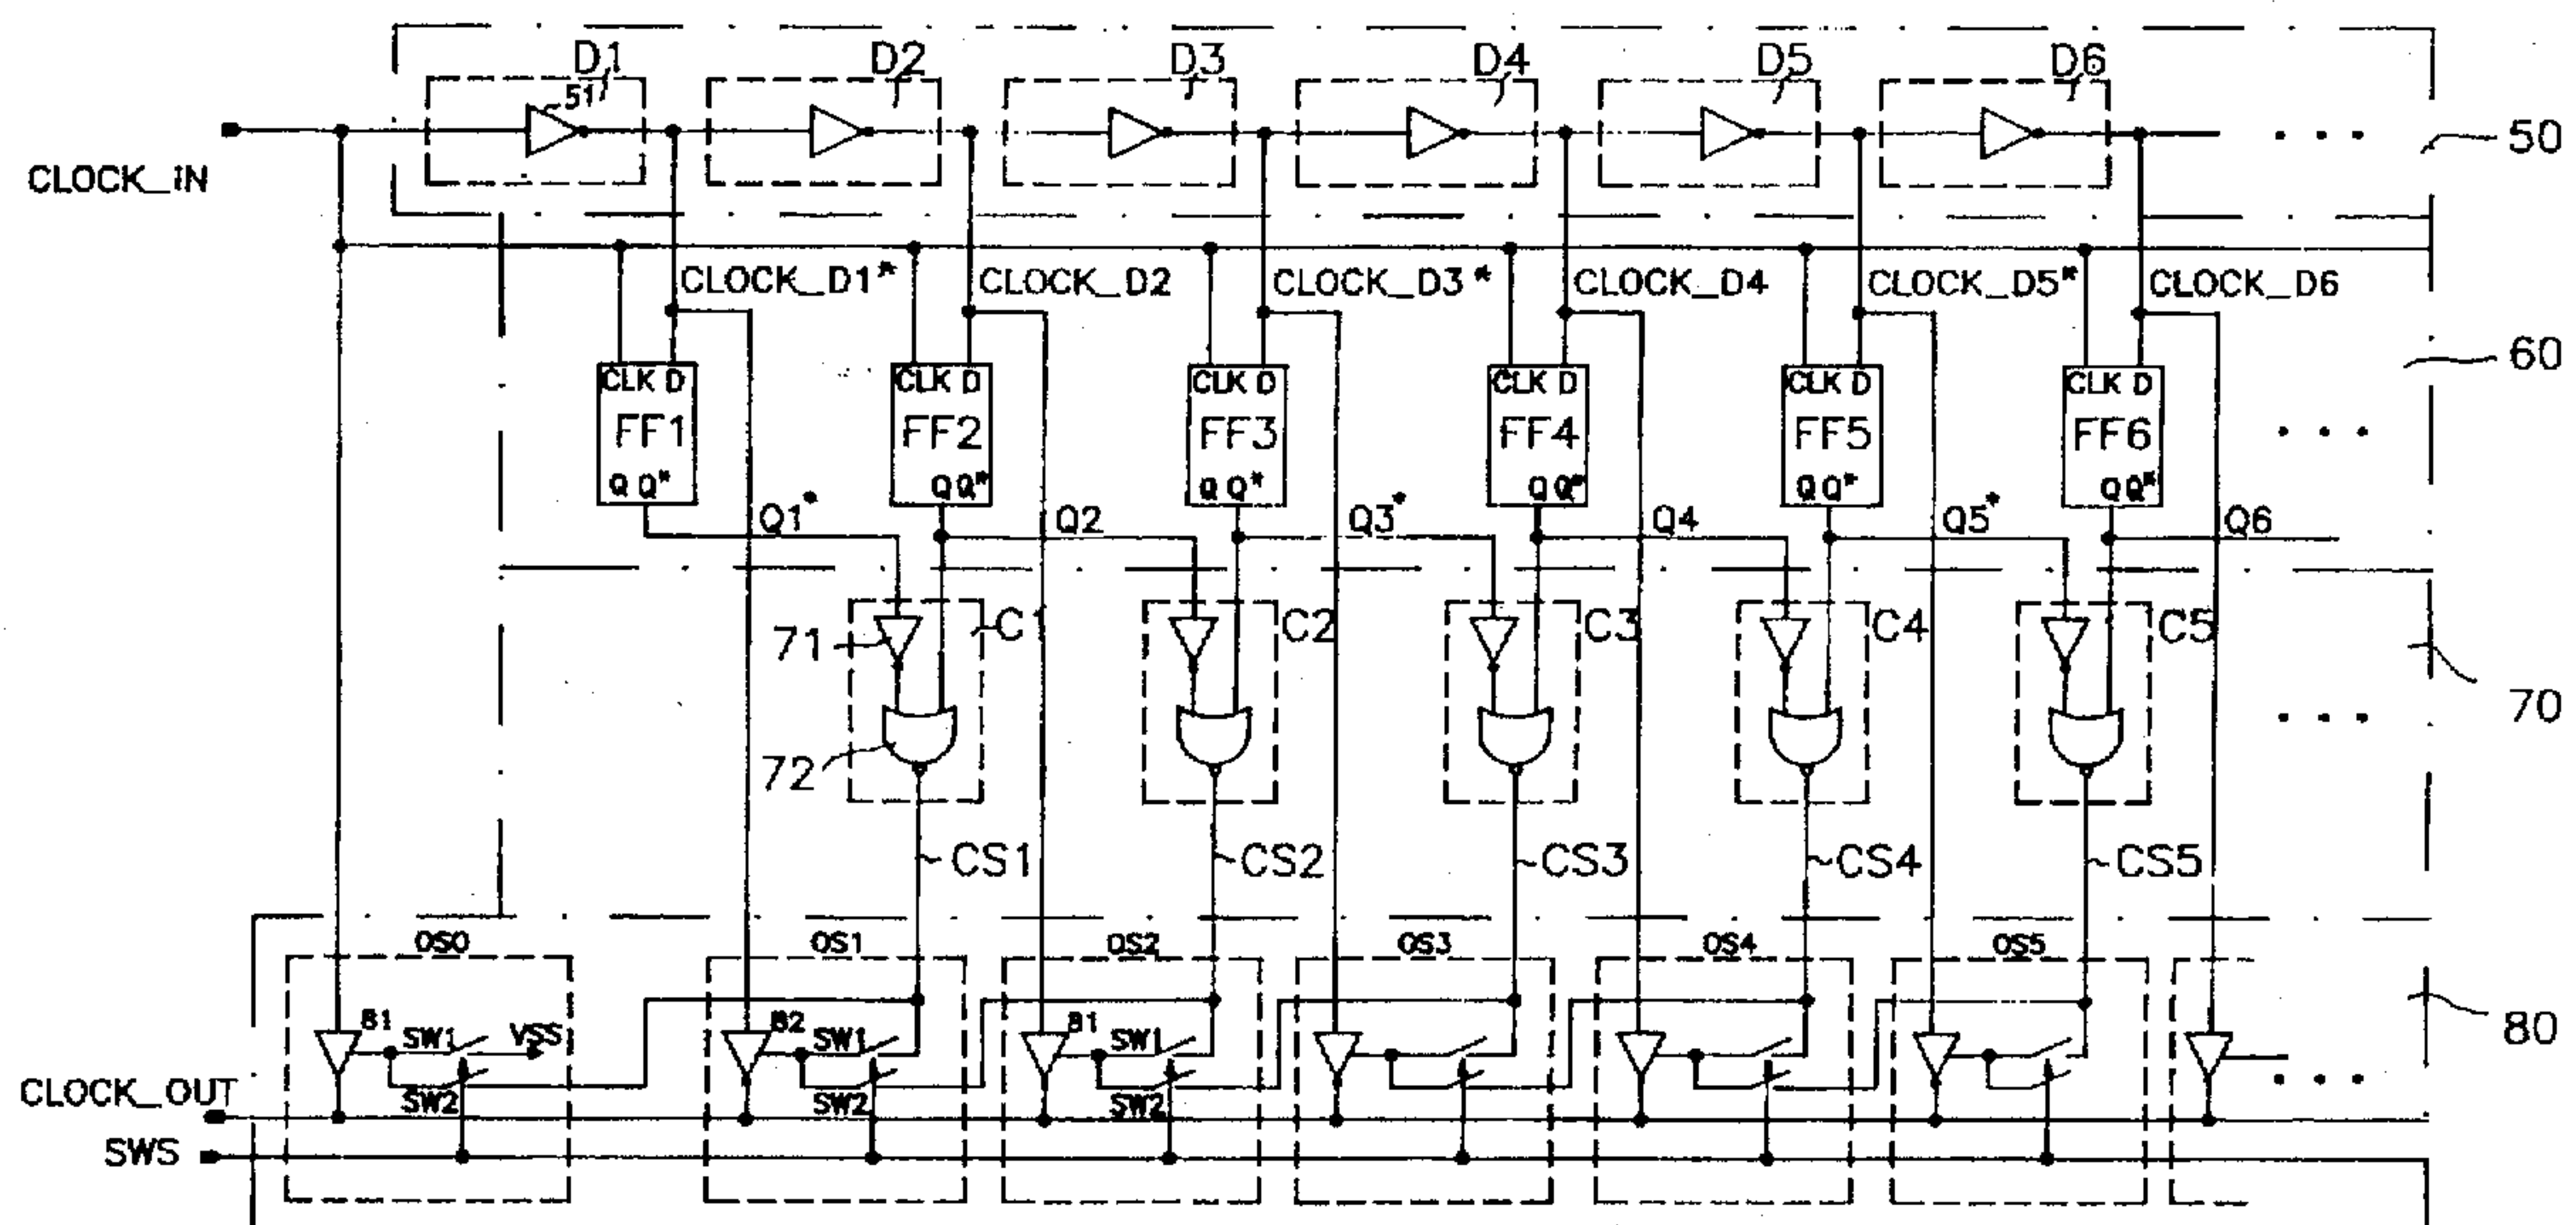 D1 D2 D3 D4 D5 D6
51
50
CLOCK_iN
CLOCK_D1* CLOCK_D2 CLOCK_D3* CLOCK_D4 CLOCK_D5* CLOCK_D6
60
CLK D CLK D CLK D CLK D CLK D CLK D
FF1 FF2 FF3 FF4 FF5 FF6
Q Q* Q Q* Q Q* Q Q* Q Q* Q Q*
Q1* Q2 Q3* Q4 Q5* Q6
71 C1 C2 C3 C4 C5
70
72
CS1 CS2 CS3 CS4 CS5
OS0 OS1 OS2 OS3 OS4 OS5
80
B1 SW1 VSS B2 SW1 B1 SW1
CLOCK_OUT SW2 SW2 SW2
SWS